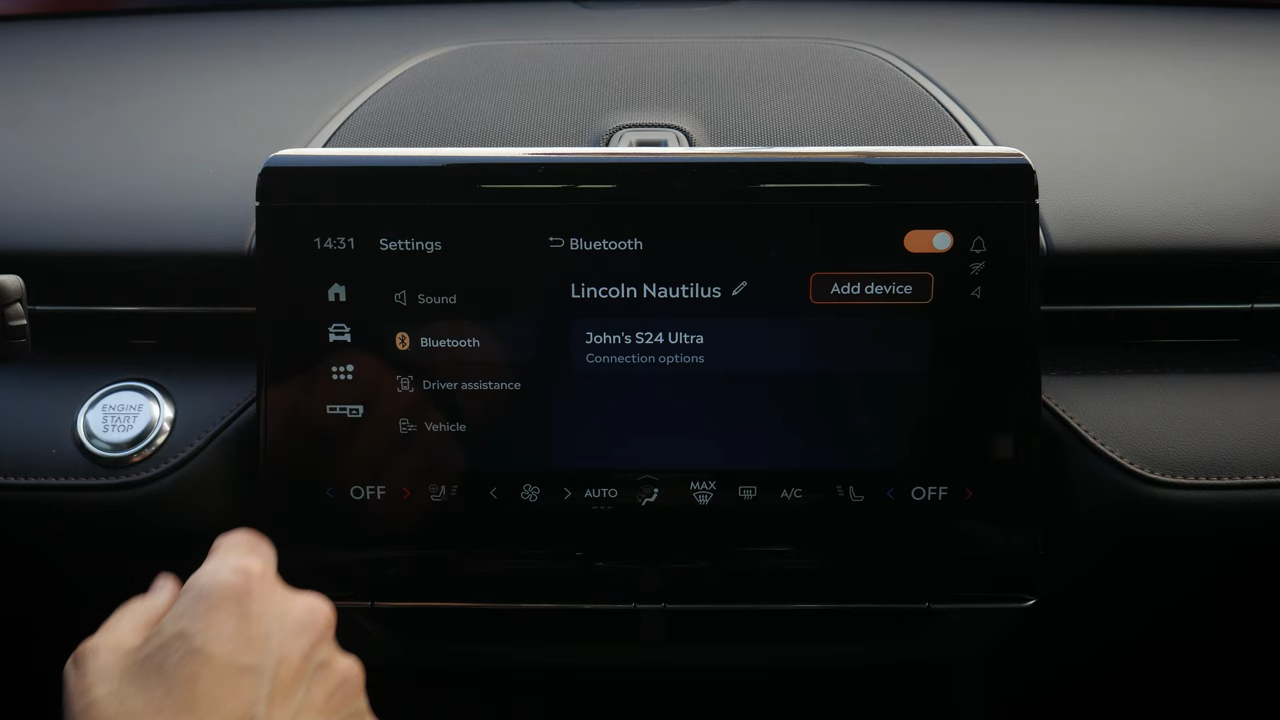 14:31
Settings
Bluetooth
Lincoln Nautilus
Add device
Sound
John's S24 Ultra
Bluetooth
Connection options
Driver assistance
Vehicle
ENGINE
START
STOP
OFF
AUTO
MAX
A/C
OFF